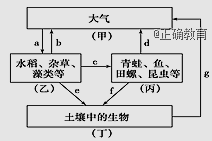 大气
(甲)
@正确教育
a
b
d
g
水稻、杂草、
藻类等
(乙)
c
青蛙、鱼、
田螺、昆虫等
(丙)
e
f
土壤中的生物
(丁)